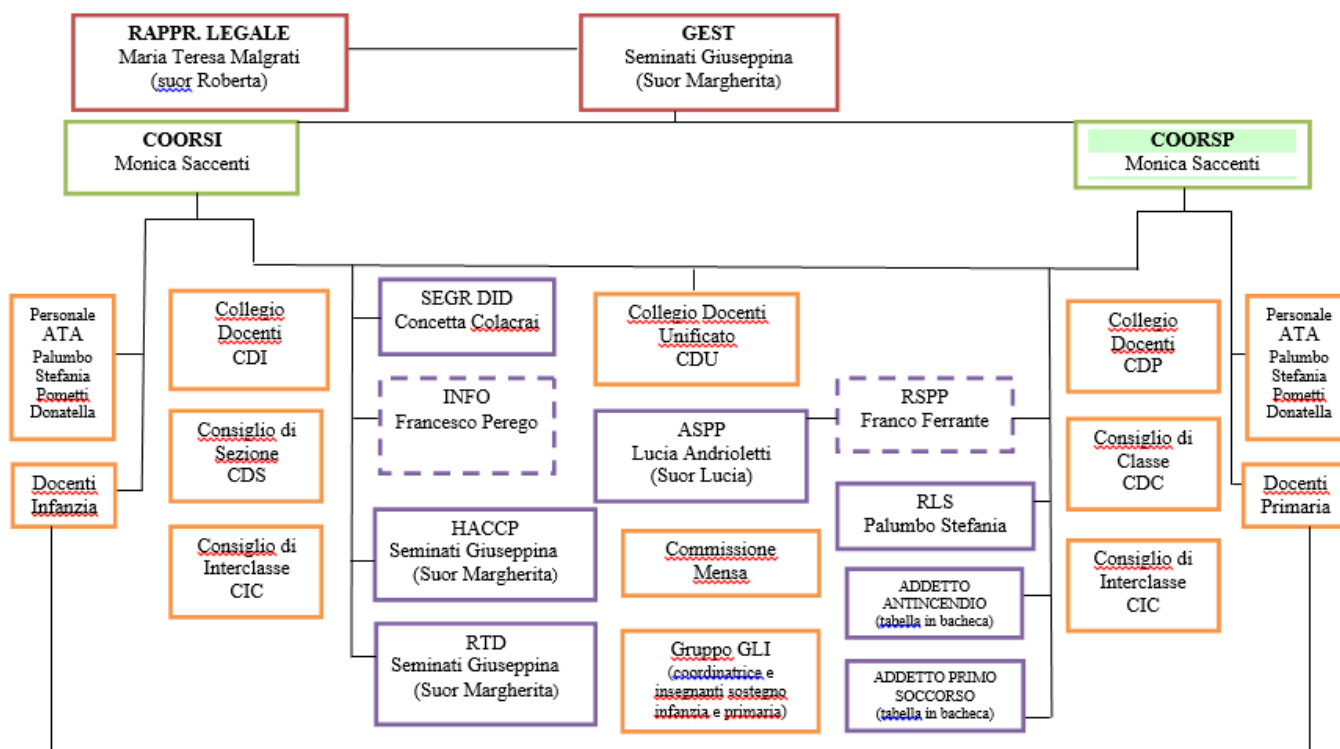 RAPPR. LEGALE
Maria Teresa Malgrati
(suor Roberta)
GEST
Seminati Giuseppina
(Suor Margherita)
COORSI
Monica Saccenti
COORSP
Monica Saccenti
Personale
ATA
Palumbo
Stefania
Pometti
Donatella
Docenti
Infanzia
Collegio
Docenti
CDI
Consiglio di
Sezione
CDS
Consiglio di
Interclasse
CIC
SEGR DID
Concetta Colacrai
INFO
Francesco Perego
HACCP
Seminati Giuseppina
(Suor Margherita)
RTD
Seminati Giuseppina
(Suor Margherita)
Collegio Docenti
Unificato
CDU
ASPP
Lucia Andrioletti
(Suor Lucia)
Commissione
Mensa
Gruppo GLI
(coordinatrice e
insegnanti sostegno
infanzia e primaria)
RSPP
Franco Ferrante
RLS
Palumbo Stefania
ADDETTO
ANTINCENDIO
(tabella in bacheca)
ADDETTO PRIMO
SOCCORSO
(tabella in bacheca)
Collegio
Docenti
CDP
Consiglio di
Classe
CDC
Consiglio di
Interclasse
CIC
Personale
ATA
Palumbo
Stefania
Pometti
Donatella
Docenti
Primaria